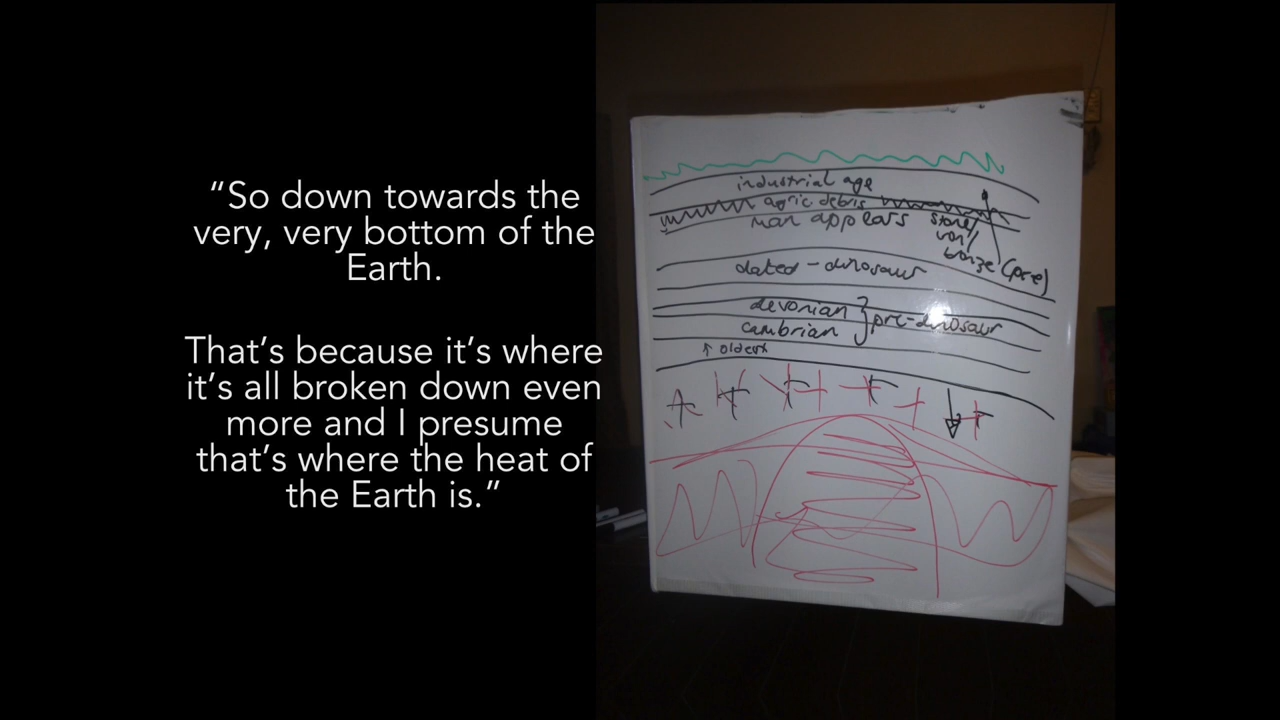 “So down towards the
very, very bottom of the
Earth.
That’s because it’s where
it’s all broken down even
more and I presume
that’s where the heat of
the Earth is.”
industrial age
agric debris
man appears
stone/
iron/
bronze (pre)
dated - dinosaur
devonian } pre-dinosaur
cambrian
↑ oldest